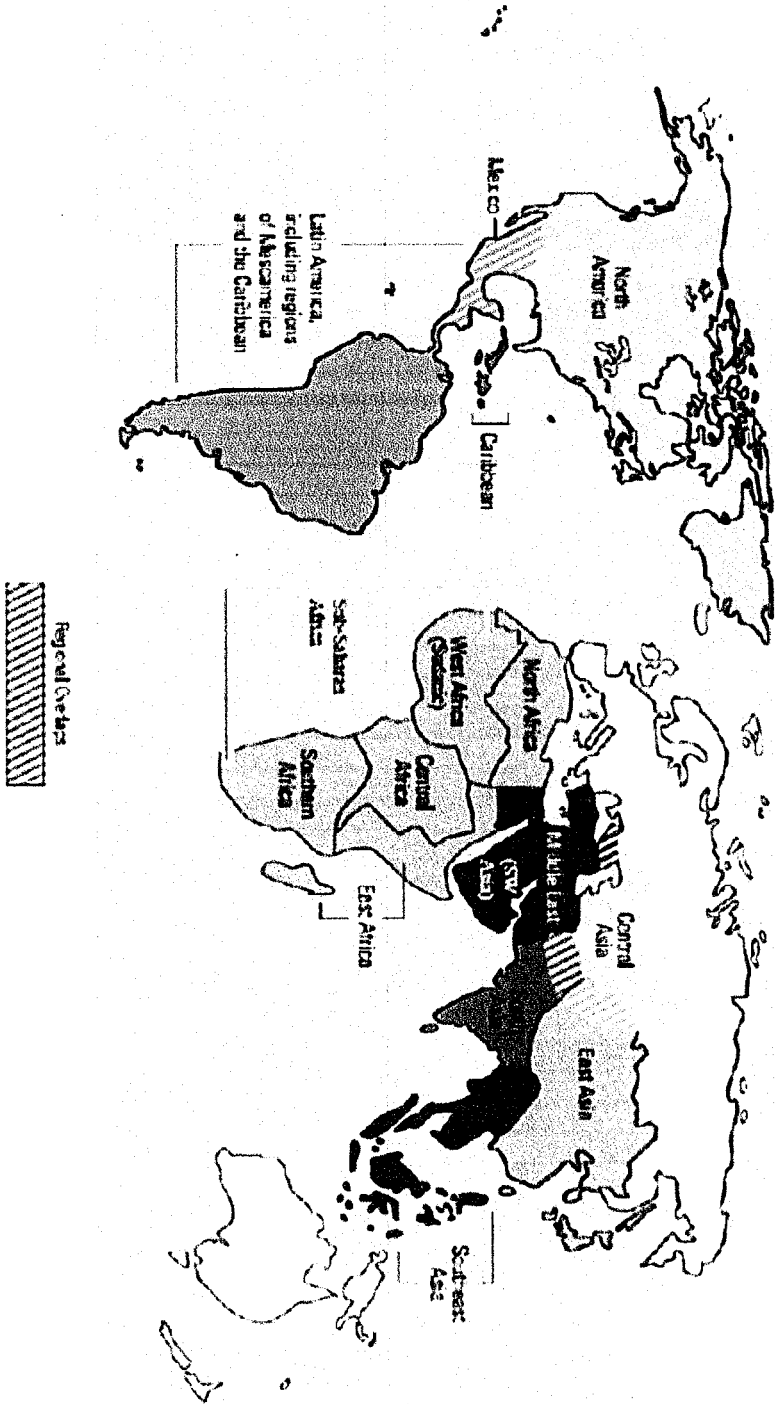 North
America
Mexico
Caribbean
Latin America,
including regions
of Mesoamerica
and the Caribbean
North Africa
West Africa
(Sudanic)
Central
Africa
Southern
Africa
East Africa
Sub-Saharan
Africa
Middle East
(SW
Asia)
Central
Asia
East Asia
Southeast
Asia
Regional Overlaps